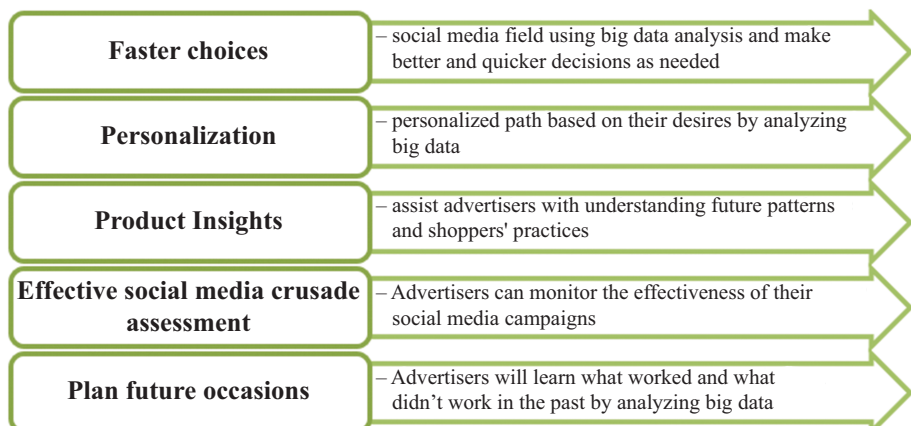 Faster choices
– social media field using big data analysis and make
better and quicker decisions as needed
Personalization
– personalized path based on their desires by analyzing
big data
Product Insights
– assist advertisers with understanding future patterns
and shoppers' practices
Effective social media crusade
assessment
– Advertisers can monitor the effectiveness of their
social media campaigns
Plan future occasions
– Advertisers will learn what worked and what
didn’t work in the past by analyzing big data